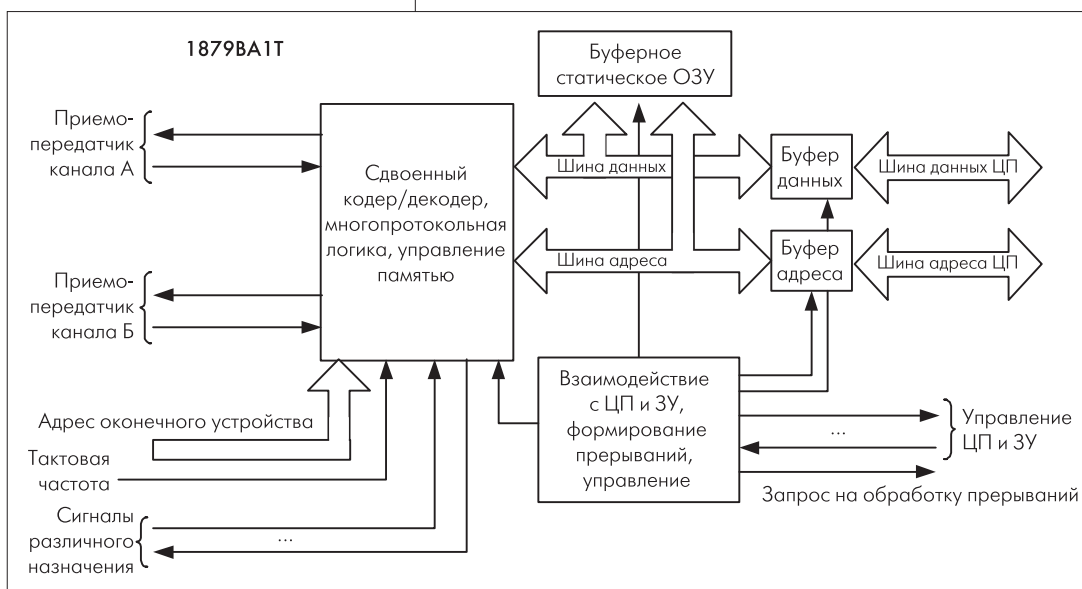 1879ВА1Т
Буферное
статическое ОЗУ
Приемо-
передатчик
канала А
Сдвоенный
кодер/декодер,
многопротокольная
логика, управление
памятью
Шина данных
Буфер
данных
Шина данных ЦП
Шина адреса
Буфер
адреса
Шина адреса ЦП
Приемо-
передатчик
канала Б
Взаимодействие
с ЦП и ЗУ,
формирование
прерываний,
управление
...
Управление
ЦП и ЗУ
Запрос на обработку прерываний
Адрес оконечного устройства
Тактовая
частота
Сигналы
различного
назначения
...